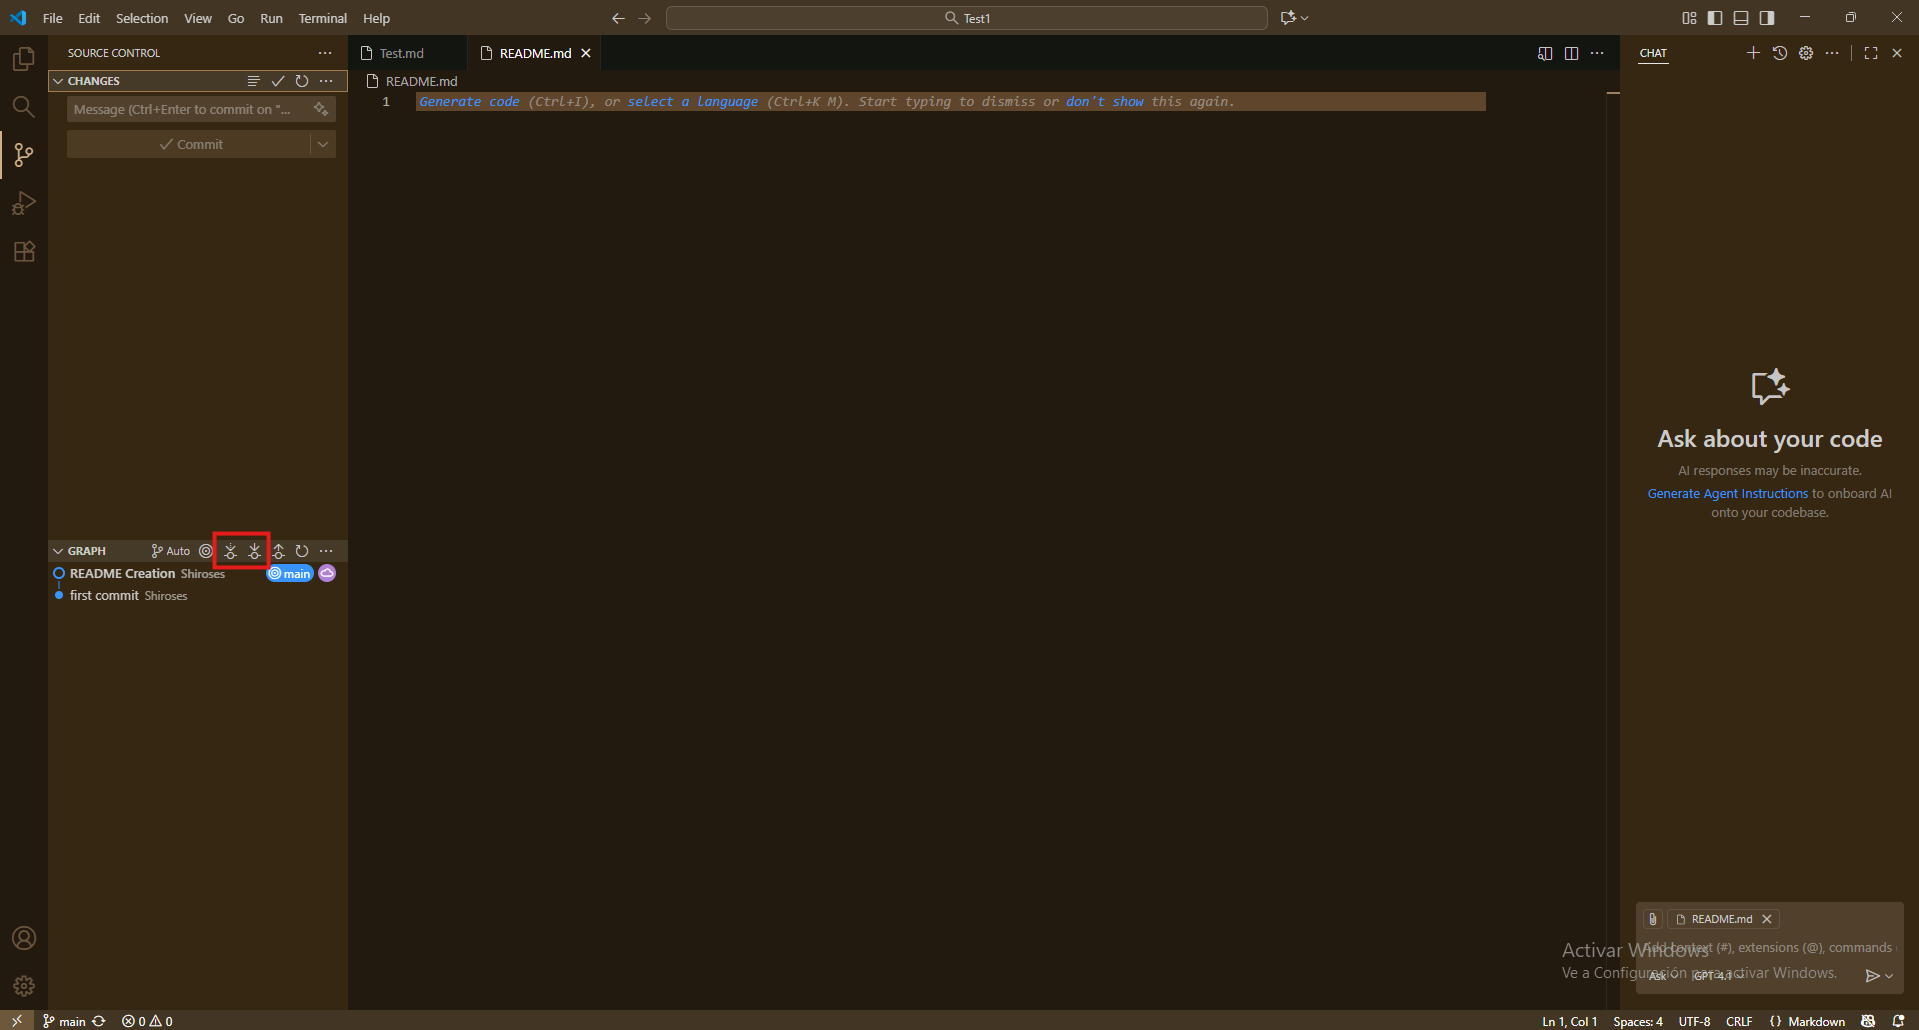 File Edit Selection View Go Run Terminal Help
Test1
SOURCE CONTROL
CHANGES
Message (Ctrl+Enter to commit on "...
Commit
GRAPH
Auto
README Creation Shiroses
main
first commit Shiroses
Test.md
README.md
README.md
1
Generate code (Ctrl+I), or select a language (Ctrl+K M). Start typing to dismiss or don't show this again.
CHAT
Ask about your code
AI responses may be inaccurate.
Generate Agent Instructions to onboard AI
onto your codebase.
README.md
Add context (#), extensions (@), commands
Ask GPT-4.1
Activar Windows
Ve a Configuración para activar Windows.
main 0 0
Ln 1, Col 1 Spaces: 4 UTF-8 CRLF {} Markdown